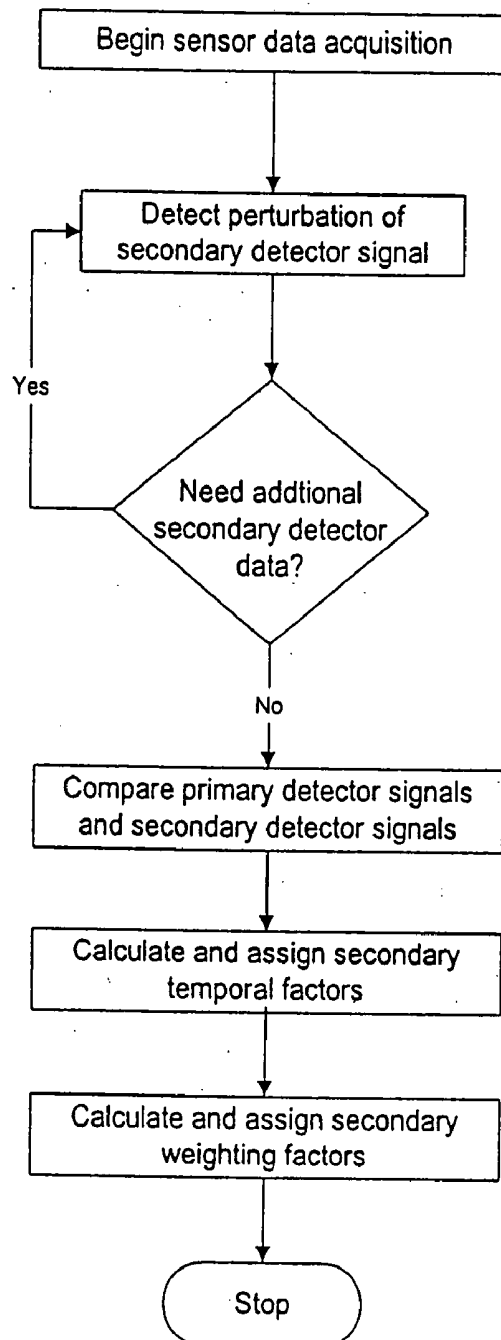 Begin sensor data acquisition
Detect perturbation of
secondary detector signal
Yes
Need addtional
secondary detector
data?
No
Compare primary detector signals
and secondary detector signals
Calculate and assign secondary
temporal factors
Calculate and assign secondary
weighting factors
Stop